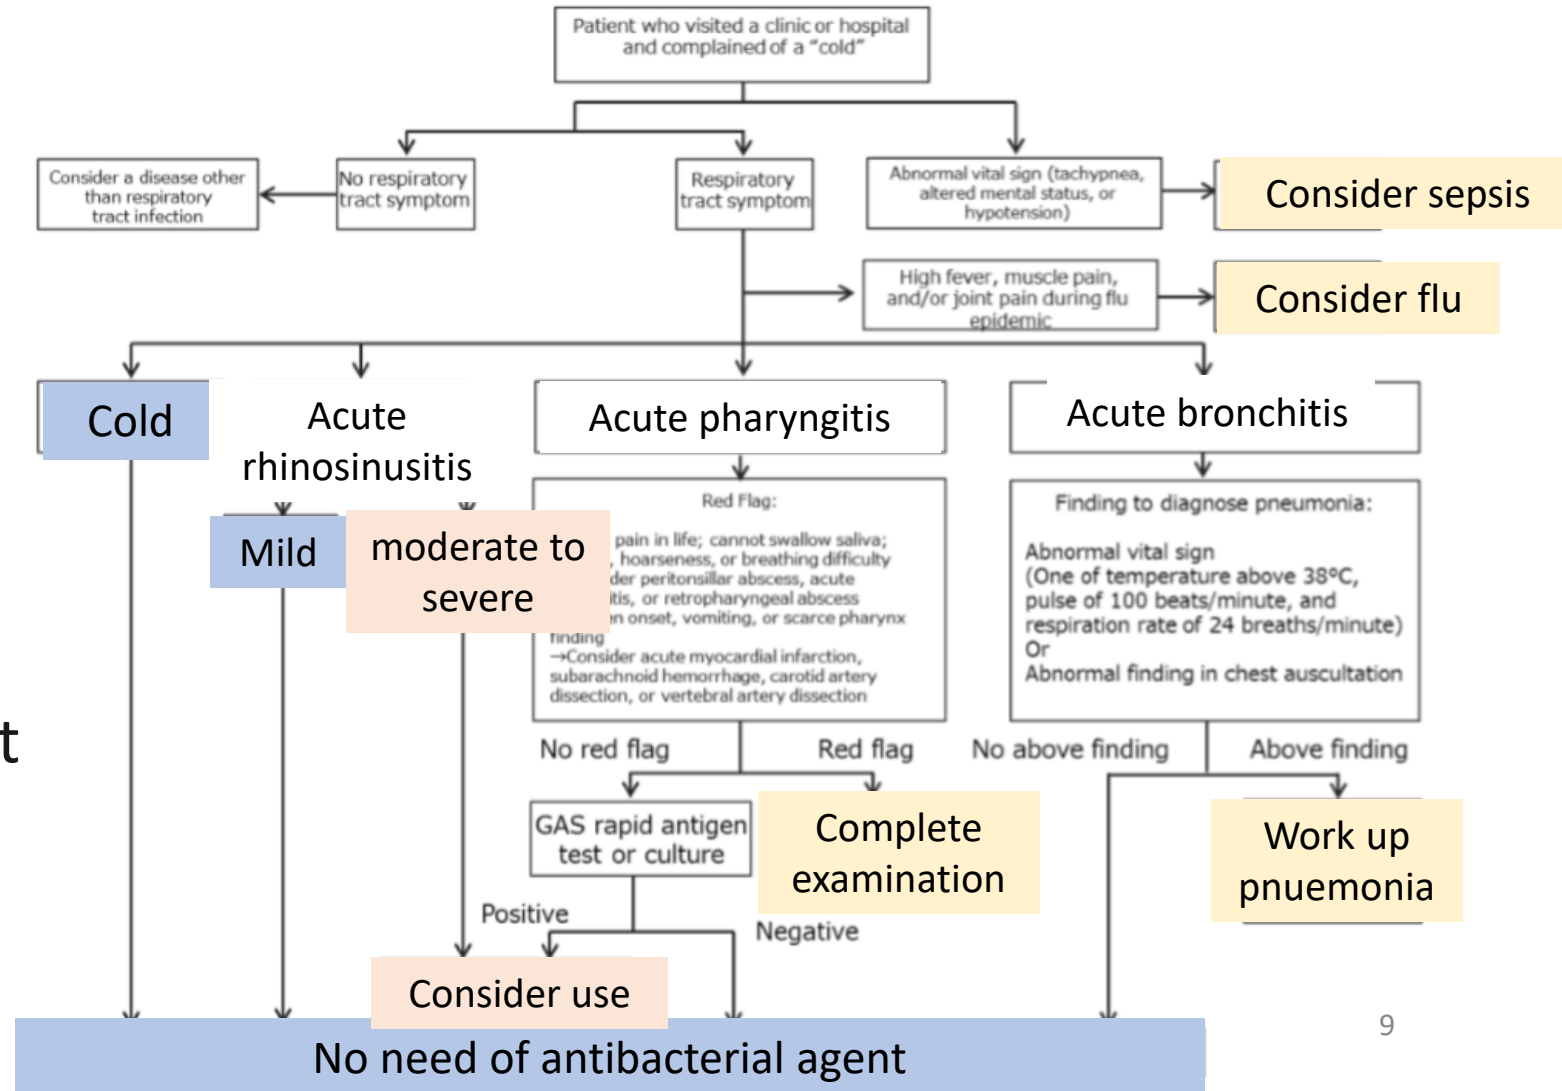 Patient who visited a clinic or hospital
and complained of a “cold”
Consider a disease other
than respiratory
tract infection
No respiratory
tract symptom
Respiratory
tract symptom
Abnormal vital sign (tachypnea,
altered mental status, or
hypotension)
Consider sepsis
High fever, muscle pain,
and/or joint pain during flu
epidemic
Consider flu
Cold
Acute
rhinosinusitis
Acute pharyngitis
Acute bronchitis
Mild
moderate to
severe
Red Flag:
pain in life; cannot swallow saliva;
hoarseness, or breathing difficulty
peritonsillar abscess, acute
or retropharyngeal abscess
onset, vomiting, or scarce pharynx
finding
→Consider acute myocardial infarction,
subarachnoid hemorrhage, carotid artery
dissection, or vertebral artery dissection
Finding to diagnose pneumonia:
Abnormal vital sign
(One of temperature above 38ºC,
pulse of 100 beats/minute, and
respiration rate of 24 breaths/minute)
Or
Abnormal finding in chest auscultation
t
No red flag
Red flag
No above finding
Above finding
GAS rapid antigen
test or culture
Complete
examination
Work up
pnuemonia
Positive
Negative
Consider use
No need of antibacterial agent
9